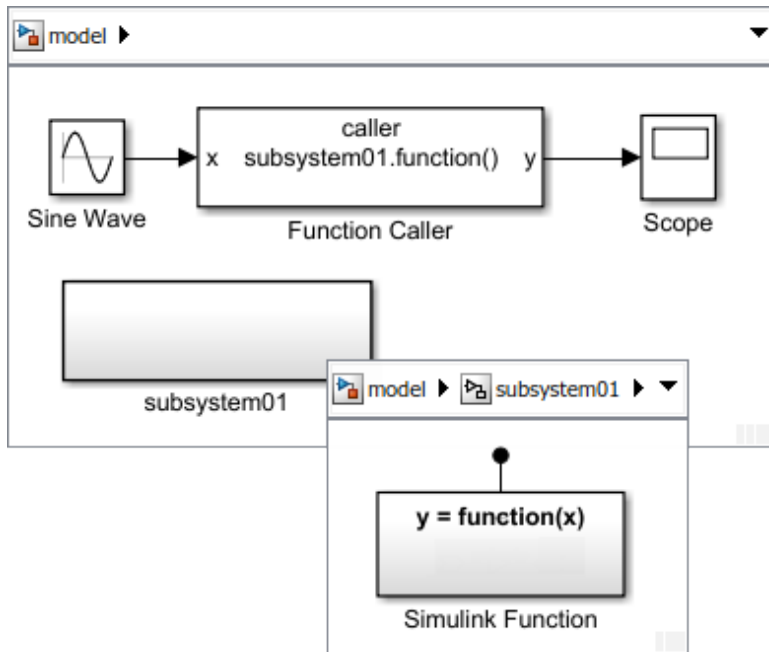 model
caller
x subsystem01.function() y
Sine Wave
Function Caller
Scope
subsystem01
model subsystem01
y = function(x)
Simulink Function